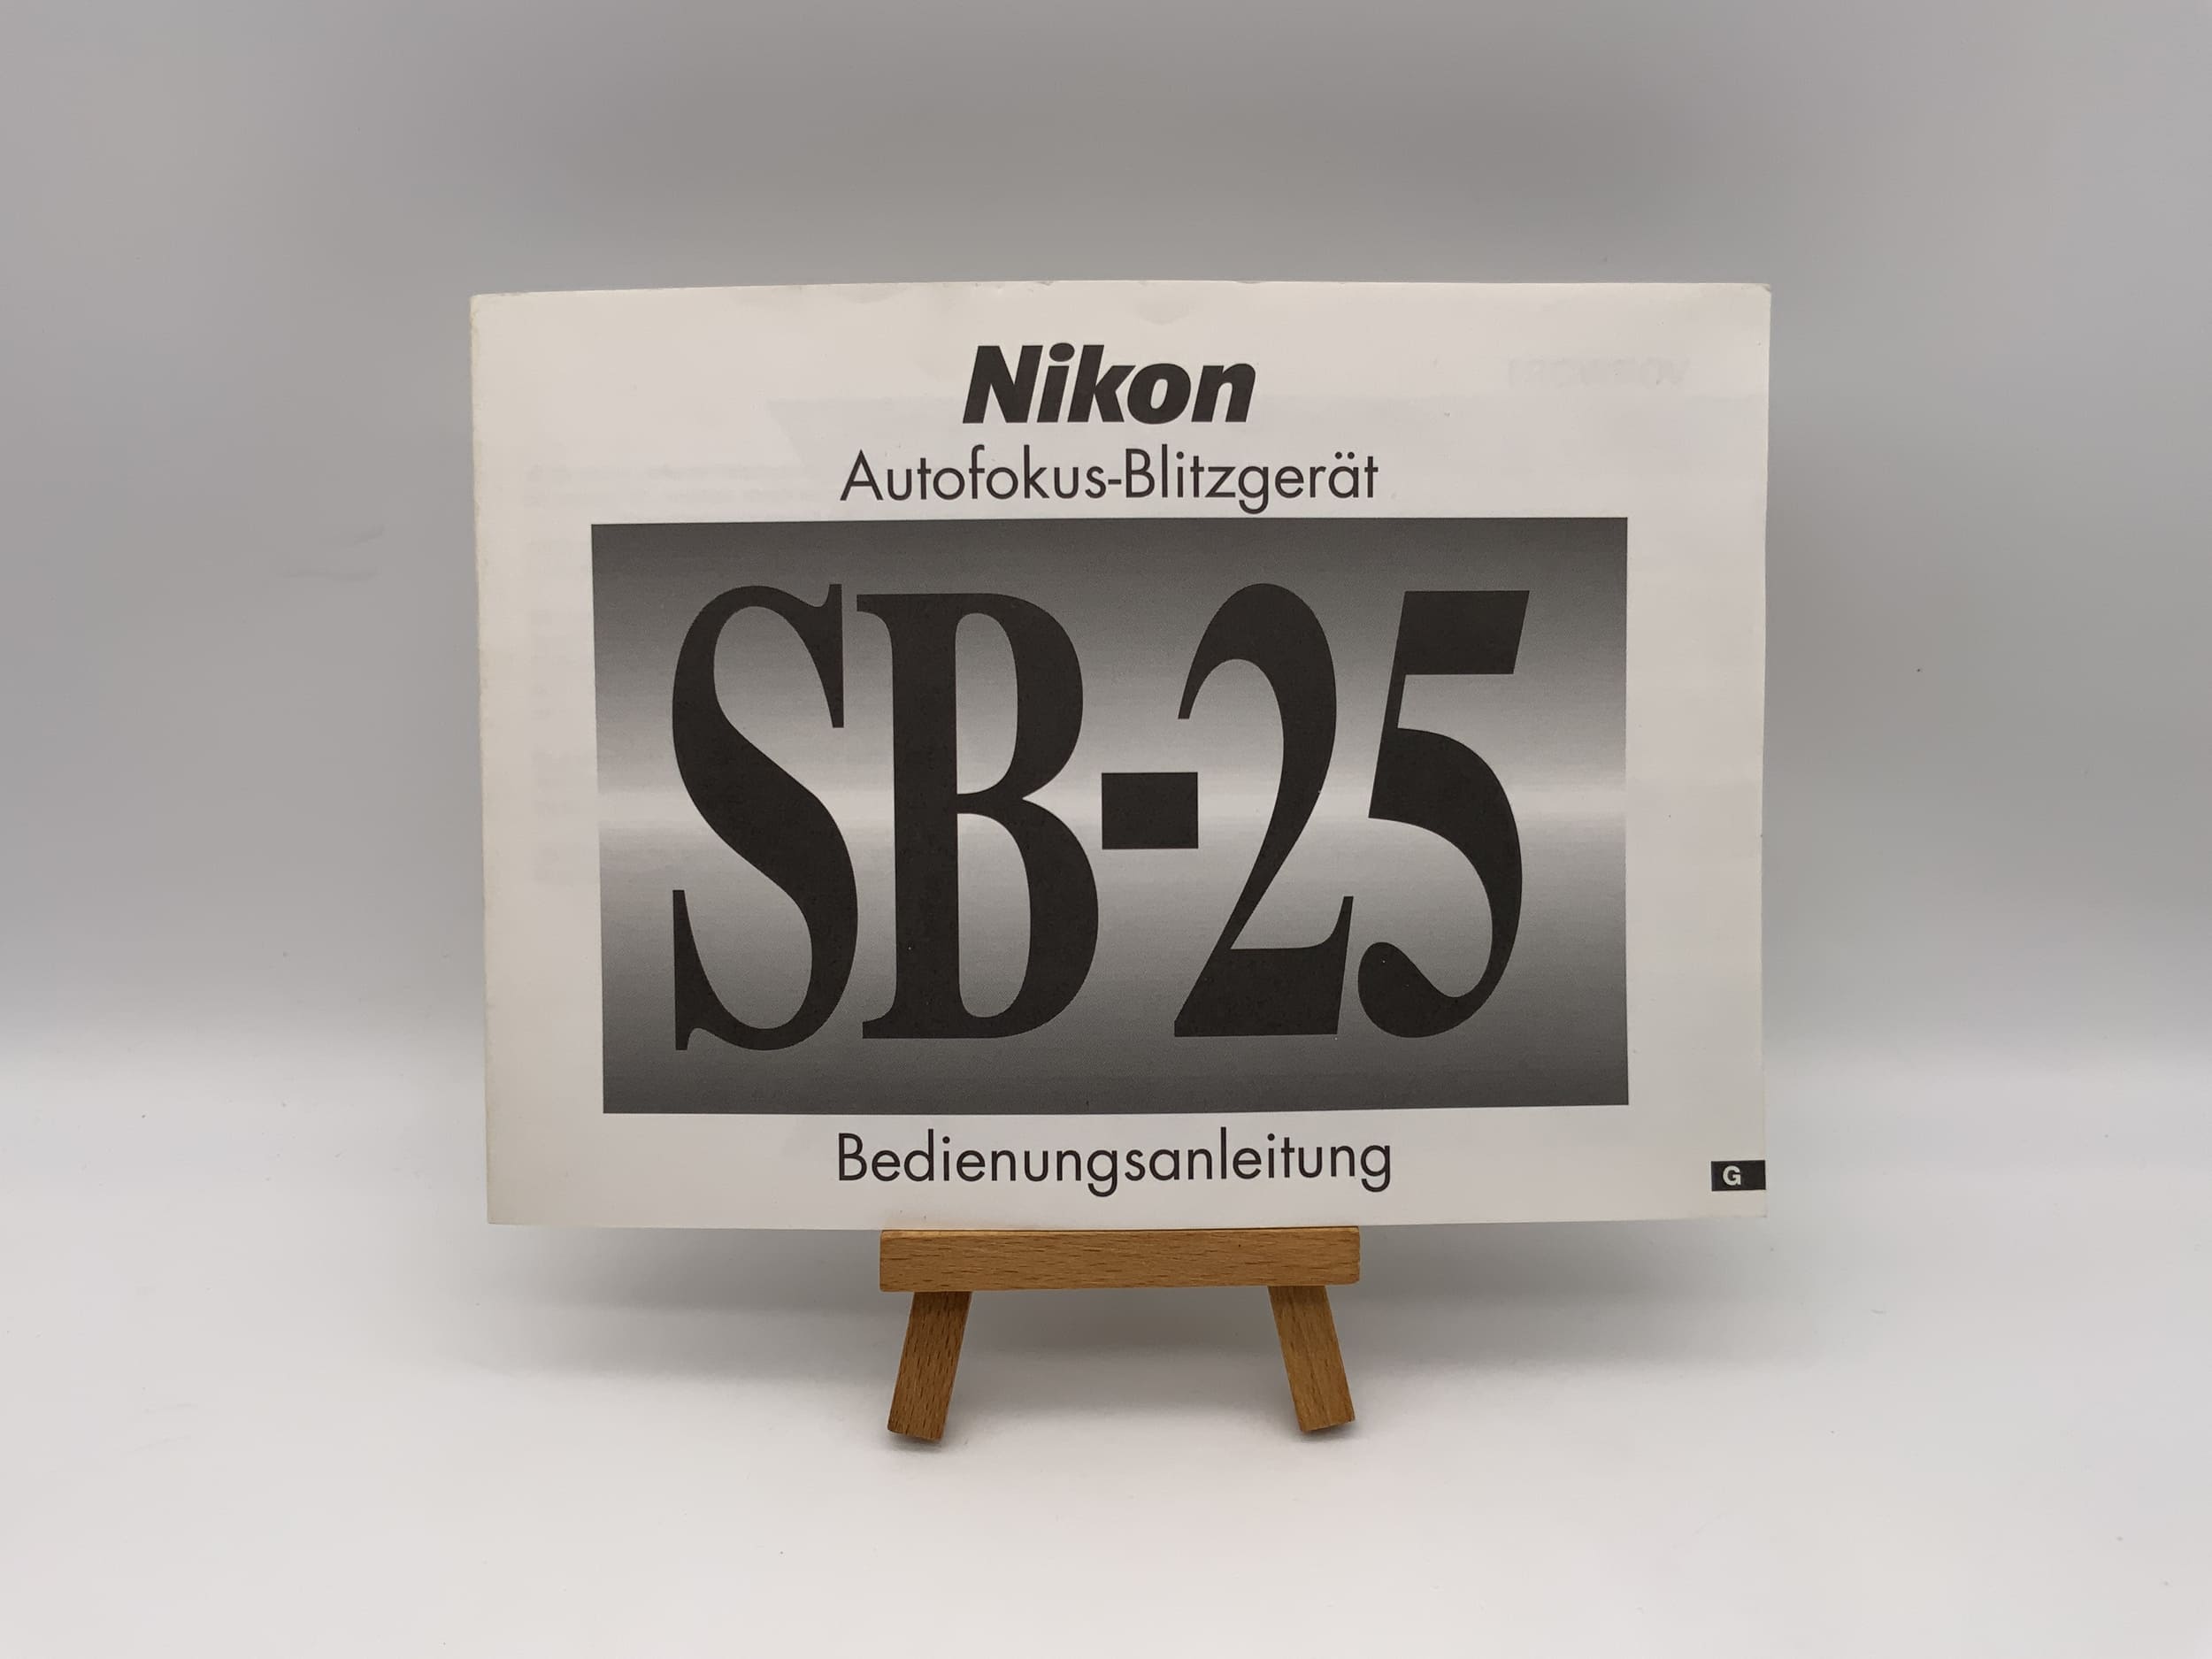 Nikon
Autofokus-Blitzgerät
SB-25
Bedienungsanleitung
G